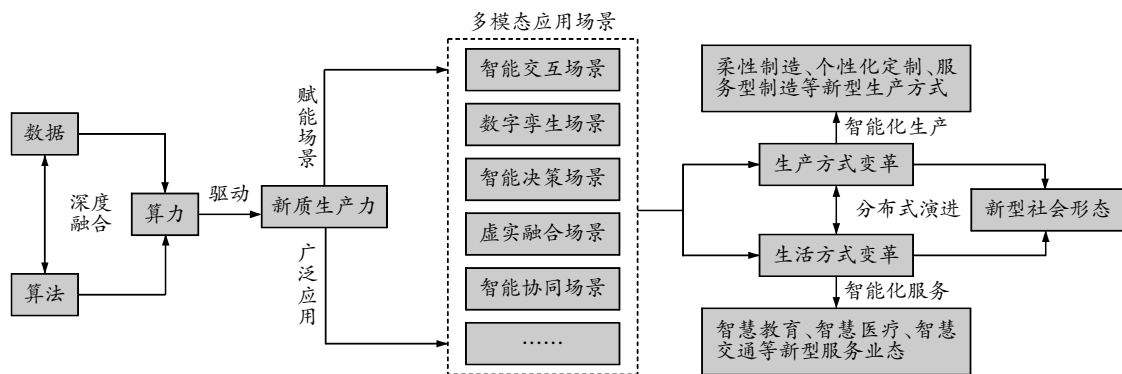 多模态应用场景
数据
算法
深度
融合
算力
驱动
新质生产力
赋能场景
广泛应用
智能交互场景
数字孪生场景
智能决策场景
虚实融合场景
智能协同场景
……
柔性制造、个性化定制、服
务型制造等新型生产方式
智能化生产
生产方式变革
分布式演进
生活方式变革
智能化服务
智慧教育、智慧医疗、智慧
交通等新型服务业态
新型社会形态